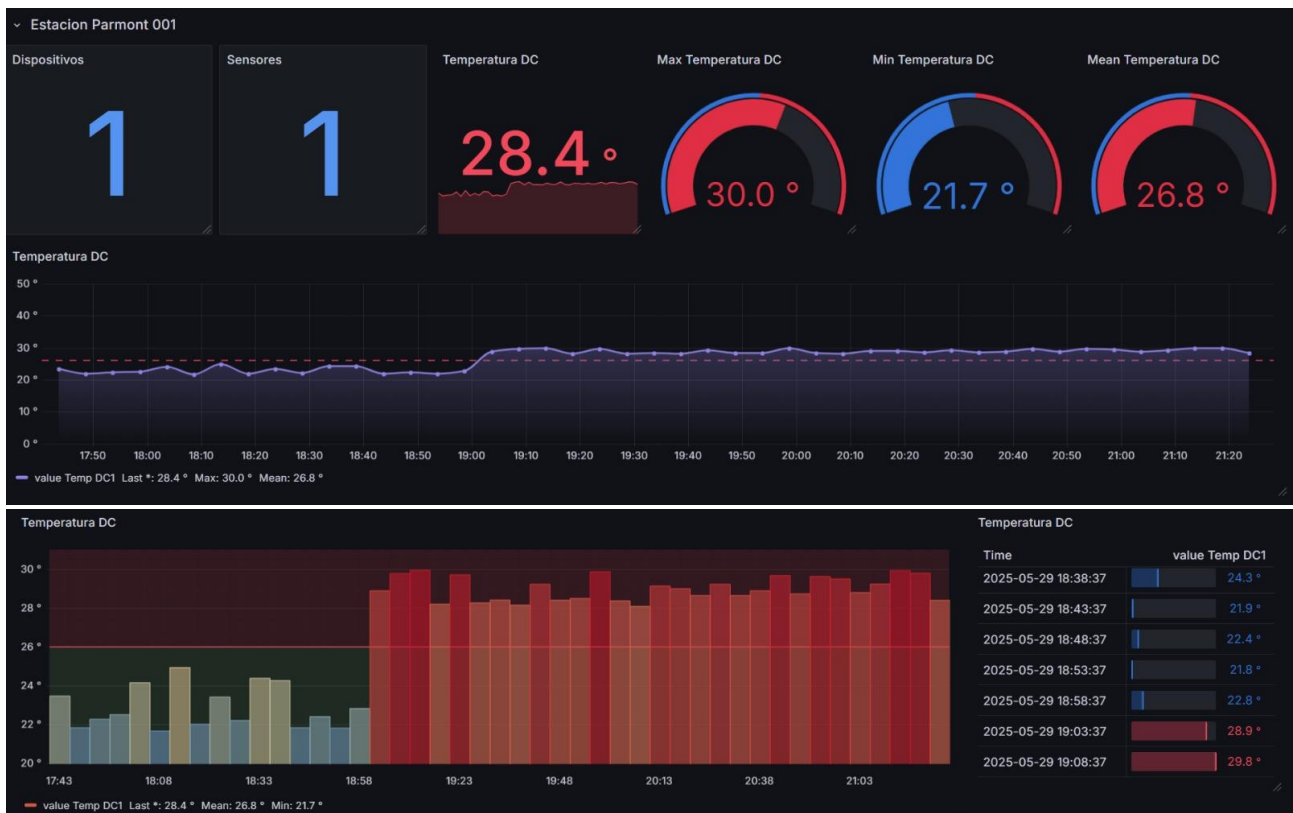 Estacion Parmont 001
Dispositivos
1
Sensores
1
Temperatura DC
28.4 °
Max Temperatura DC
30.0 °
Min Temperatura DC
21.7 °
Mean Temperatura DC
26.8 °
Temperatura DC
50 °
40 °
30 °
20 °
10 °
0 °
17:50 18:00 18:10 18:20 18:30 18:40 18:50 19:00 19:10 19:20 19:30 19:40 19:50 20:00 20:10 20:20 20:30 20:40 20:50 21:00 21:10 21:20
value Temp DC1 Last *: 28.4 ° Max: 30.0 ° Mean: 26.8 °
Temperatura DC
30 °
28 °
26 °
24 °
22 °
20 °
17:43 18:08 18:33 18:58 19:23 19:48 20:13 20:38 21:03
value Temp DC1 Last *: 28.4 ° Mean: 26.8 ° Min: 21.7 °
Temperatura DC
Time value Temp DC1
2025-05-29 18:38:37 24.3 °
2025-05-29 18:43:37 21.9 °
2025-05-29 18:48:37 22.4 °
2025-05-29 18:53:37 21.8 °
2025-05-29 18:58:37 22.8 °
2025-05-29 19:03:37 28.9 °
2025-05-29 19:08:37 29.8 °